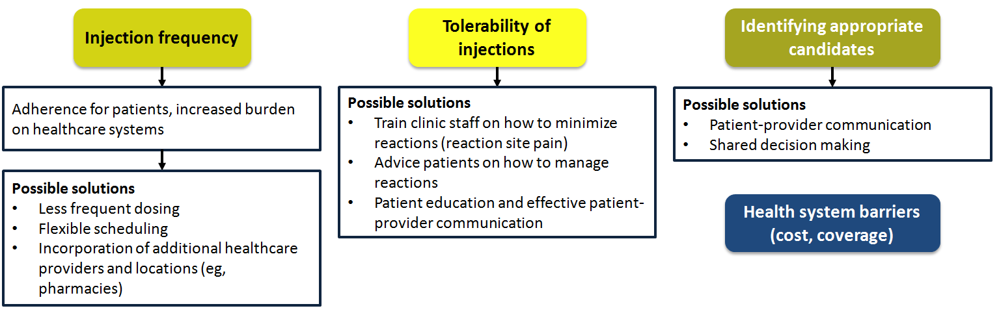 Injection frequency
Adherence for patients, increased burden
on healthcare systems
Possible solutions
• Less frequent dosing
• Flexible scheduling
• Incorporation of additional healthcare
providers and locations (eg,
pharmacies)
Tolerability of
injections
Possible solutions
• Train clinic staff on how to minimize
reactions (reaction site pain)
• Advice patients on how to manage
reactions
• Patient education and effective patient-
provider communication
Identifying appropriate
candidates
Possible solutions
• Patient-provider communication
• Shared decision making
Health system barriers
(cost, coverage)